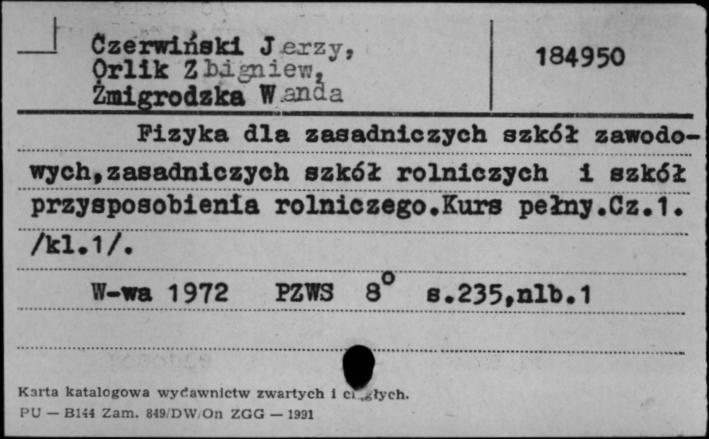 Czerwiński Jerzy,
184950
Orlik Zbigniew,
Żmigrodzka Wanda
Fizyka dla zasadniczych szkół zawodo-
wych,zasadniczych szkół rolniczych i szkół
przysposobienia rolniczego.Kurs pełny.Cz.1.
/kl.1/.
W-wa 1972 PZWS 8° s.235,nlb.1
Karta katalogowa wydawnictw zwartych i ciągłych.
PU — B144 Zam. 849/DW/On ZGG — 1991